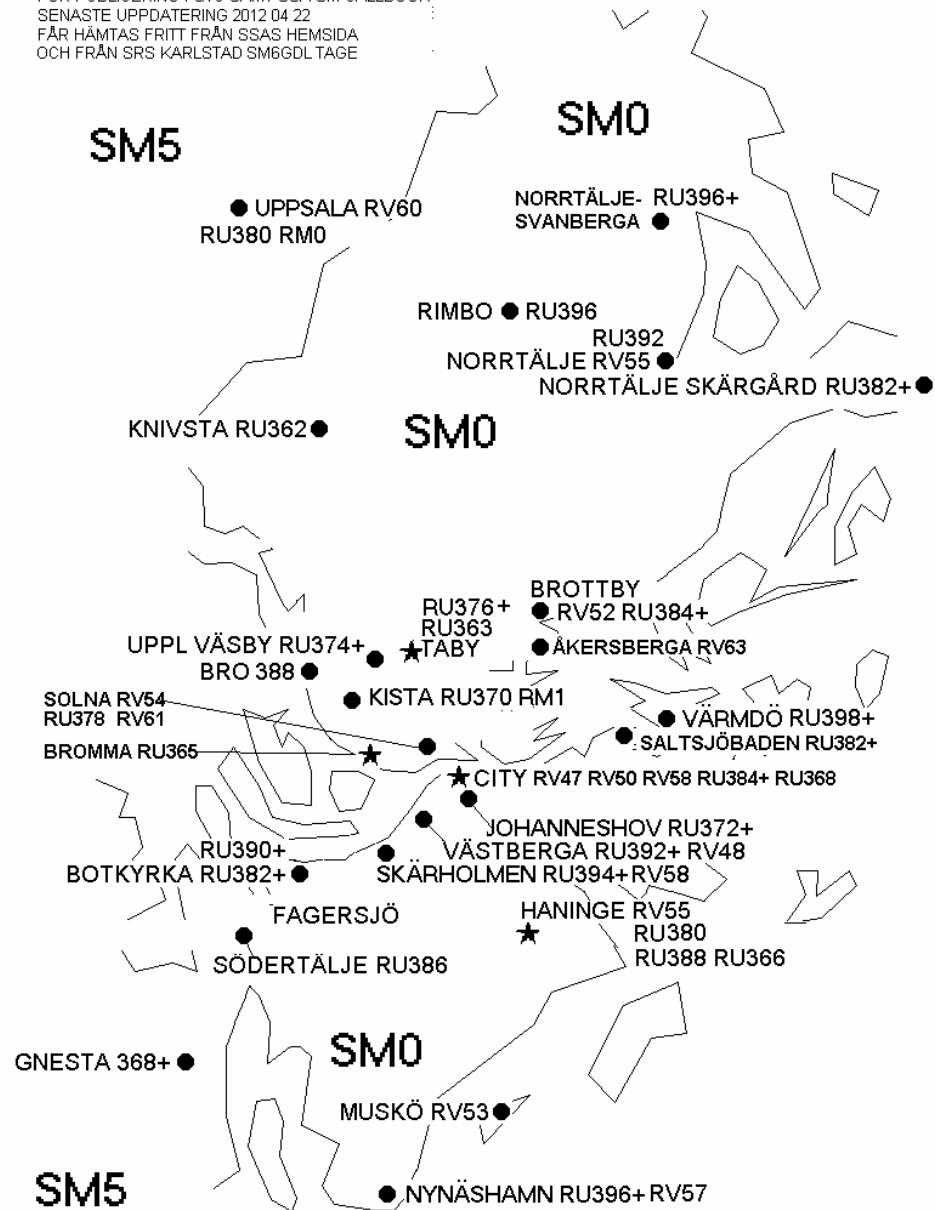 SENASTE UPPDATERING 2012 04 22
FÅR HÄMTAS FRITT FRÅN SSAS HEMSIDA
OCH FRÅN SRS KARLSTAD SM6GDL TAGE
SM5
SM0
UPPSALA RV60
RU380 RM0
NORRTÄLJE- RU396+
SVANBERGA
RIMBO RU396
RU392
NORRTÄLJE RV55
NORRTÄLJE SKÄRGÅRD RU382+
KNIVSTA RU362
SM0
BROTTBY
RV52 RU384+
RU376+
RU363
TABY
ÅKERSBERGA RV63
UPPL VÄSBY RU374+
BRO 388
KISTA RU370 RM1
SOLNA RV54
RU378 RV61
VÄRMDÖ RU398+
SALTSJÖBADEN RU382+
BROMMA RU365
CITY RV47 RV50 RV58 RU384+ RU368
JOHANNESHOV RU372+
VÄSTBERGA RU392+ RV48
RU390+
BOTKYRKA RU382+
SKÄRHOLMEN RU394+ RV58
FAGERSJÖ
HANINGE RV55
RU380
RU388 RU366
SÖDERTÄLJE RU386
SM0
GNESTA 368+
MUSKÖ RV53
SM5
NYNÄSHAMN RU396+ RV57